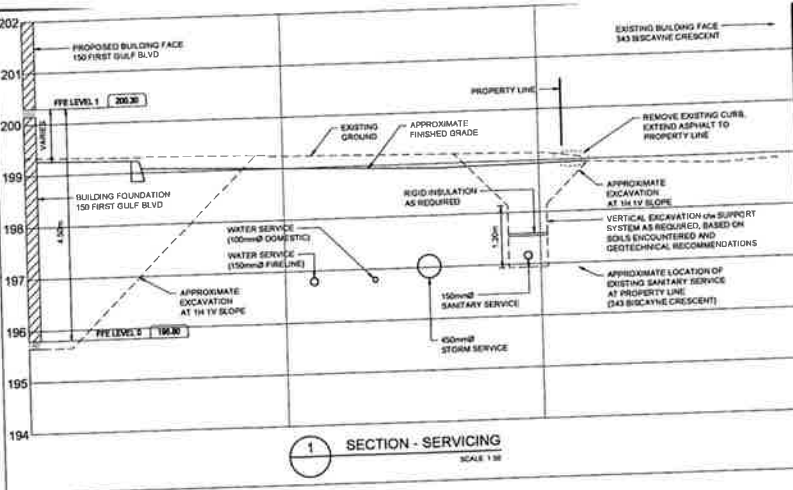 202
201
200
199
198
197
196
195
194
PROPOSED BUILDING FACE
150 FIRST GULF BLVD
EXISTING BUILDING FACE
343 BISCAYNE CRESCENT
FFE LEVEL 1 200.30
PROPERTY LINE
VARIES
EXISTING
GROUND
APPROXIMATE
FINISHED GRADE
REMOVE EXISTING CURB,
EXTEND ASPHALT TO
PROPERTY LINE
BUILDING FOUNDATION
150 FIRST GULF BLVD
4.50m
RIGID INSULATION
AS REQUIRED
1.20m
APPROXIMATE
EXCAVATION
AT 1H 1V SLOPE
VERTICAL EXCAVATION c/w SUPPORT
SYSTEM AS REQUIRED, BASED ON
SOILS ENCOUNTERED AND
GEOTECHNICAL RECOMMENDATIONS
WATER SERVICE
(100mmØ DOMESTIC)
WATER SERVICE
(150mmØ FIRELINE)
APPROXIMATE
EXCAVATION
AT 1H 1V SLOPE
150mmØ
SANITARY SERVICE
APPROXIMATE LOCATION OF
EXISTING SANITARY SERVICE
AT PROPERTY LINE
(343 BISCAYNE CRESCENT)
FFE LEVEL 0 195.80
450mmØ
STORM SERVICE
1 SECTION - SERVICING
SCALE 1:50